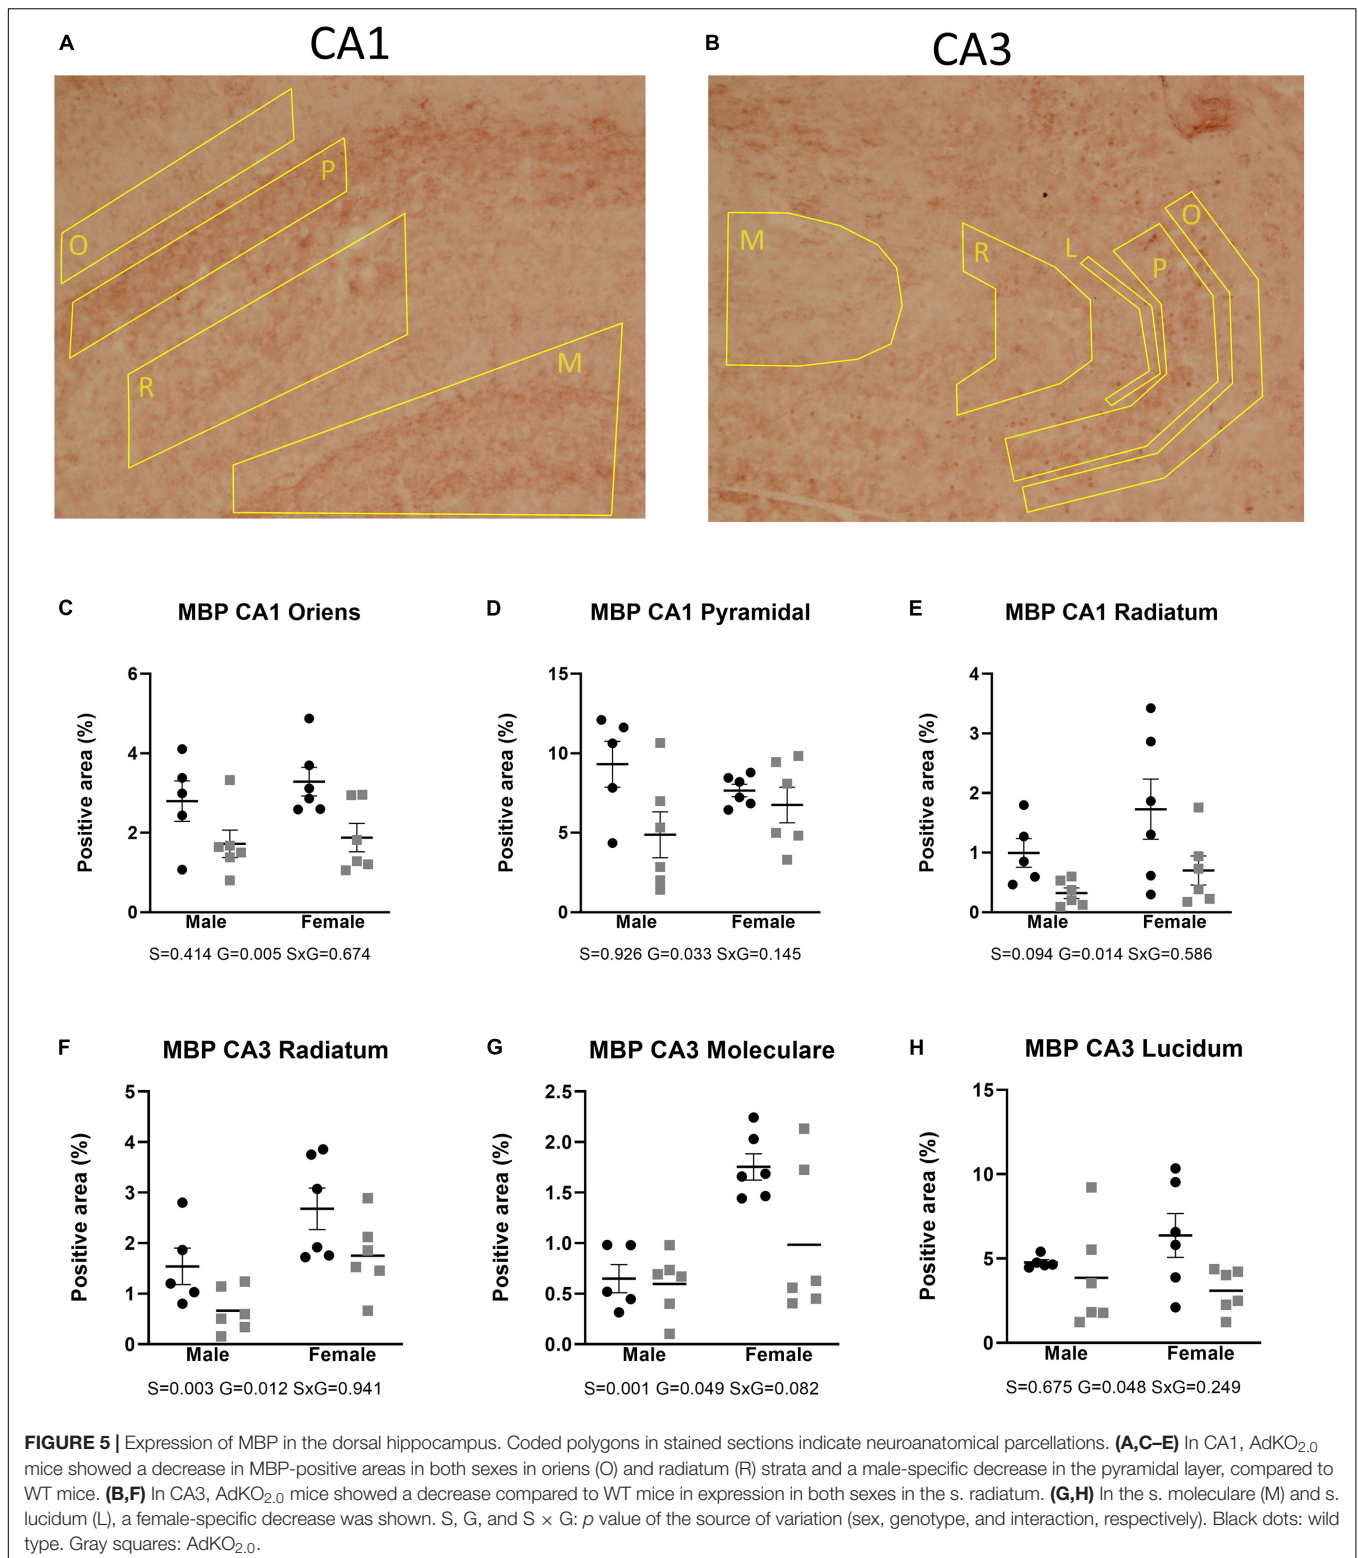 A CA1
B CA3
O
P
R
M
M
R
L
P
O
C MBP CA1 Oriens
Positive area (%)
6
4
2
0
Male Female
S=0.414 G=0.005 SxG=0.674
D MBP CA1 Pyramidal
Positive area (%)
15
10
5
0
Male Female
S=0.926 G=0.033 SxG=0.145
E MBP CA1 Radiatum
Positive area (%)
4
3
2
1
0
Male Female
S=0.094 G=0.014 SxG=0.586
F MBP CA3 Radiatum
Positive area (%)
5
4
3
2
1
0
Male Female
S=0.003 G=0.012 SxG=0.941
G MBP CA3 Moleculare
Positive area (%)
2.5
2.0
1.5
1.0
0.5
0.0
Male Female
S=0.001 G=0.049 SxG=0.082
H MBP CA3 Lucidum
Positive area (%)
15
10
5
0
Male Female
S=0.675 G=0.048 SxG=0.249
FIGURE 5 | Expression of MBP in the dorsal hippocampus. Coded polygons in stained sections indicate neuroanatomical parcellations. (A,C–E) In CA1, AdKO2.0
mice showed a decrease in MBP-positive areas in both sexes in oriens (O) and radiatum (R) strata and a male-specific decrease in the pyramidal layer, compared to
WT mice. (B,F) In CA3, AdKO2.0 mice showed a decrease compared to WT mice in expression in both sexes in the s. radiatum. (G,H) In the s. moleculare (M) and s.
lucidum (L), a female-specific decrease was shown. S, G, and S × G: p value of the source of variation (sex, genotype, and interaction, respectively). Black dots: wild
type. Gray squares: AdKO2.0.